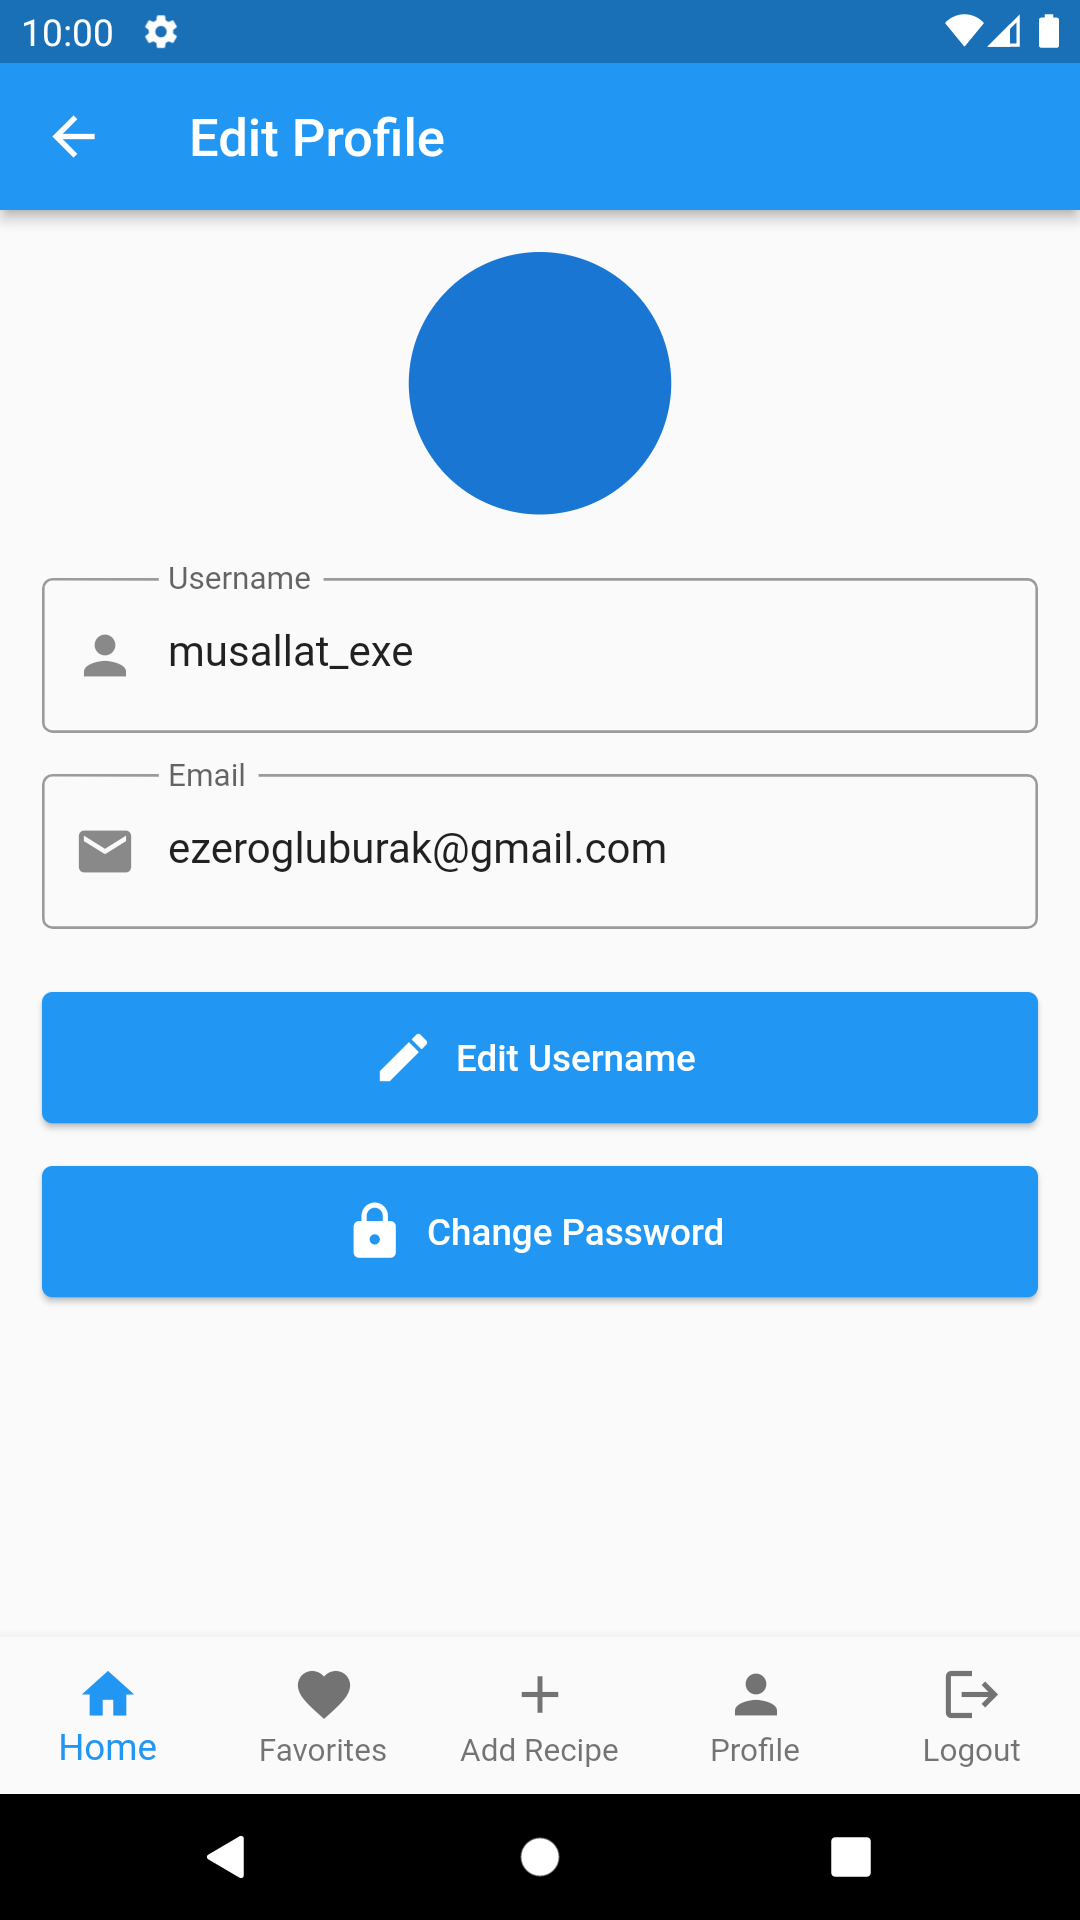 10:00
Edit Profile
Username
musallat_exe
Email
ezerogluburak@gmail.com
Edit Username
Change Password
Home
Favorites
Add Recipe
Profile
Logout